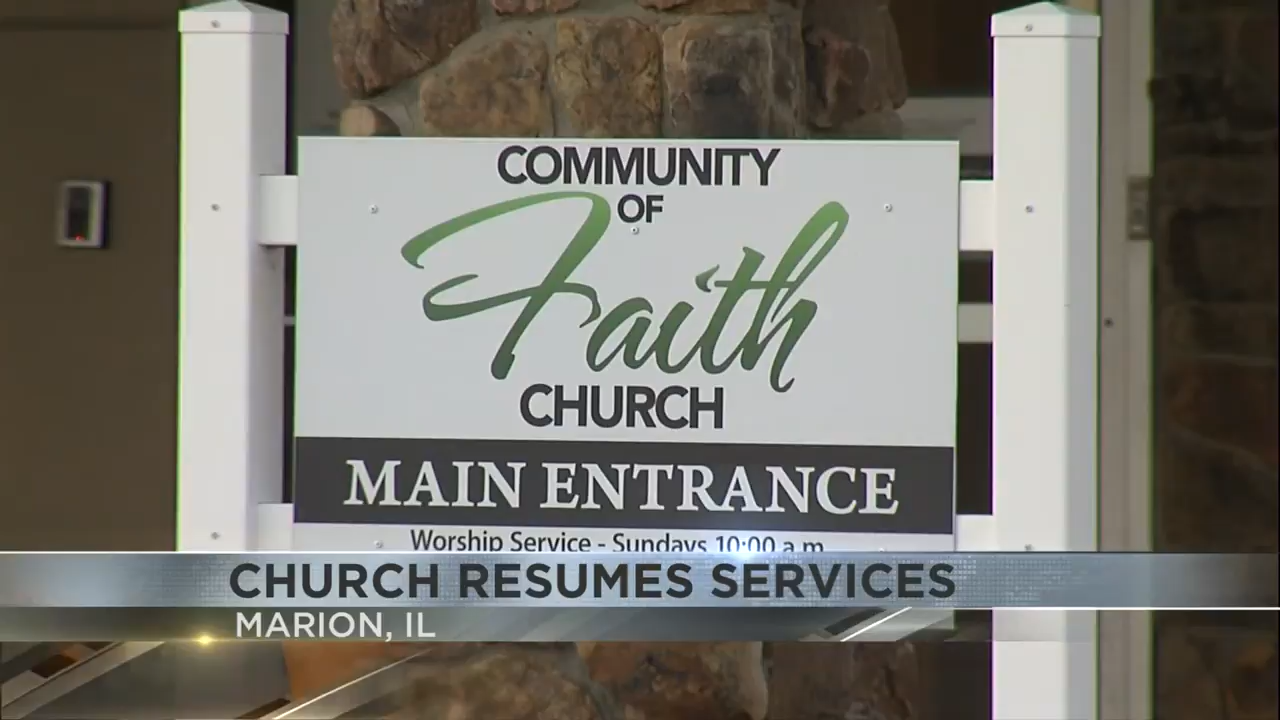 COMMUNITY
OF
Faith
CHURCH
MAIN ENTRANCE
Worship Service - Sundays 10:00 a.m.
CHURCH RESUMES SERVICES
MARION, IL